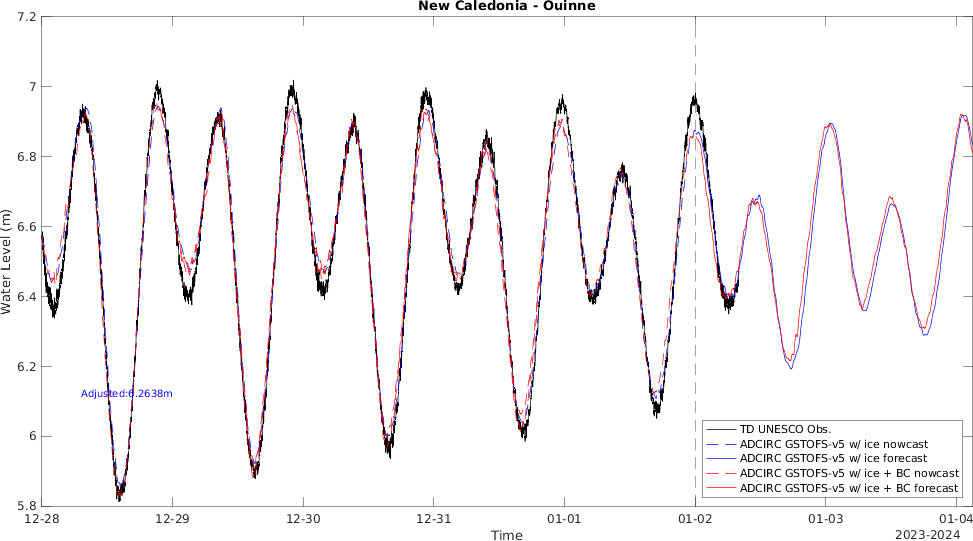 New Caledonia - Ouinne
7.2
7
6.8
6.6
6.4
6.2
6
5.8
Water Level (m)
Adjusted:6.2638m
TD UNESCO Obs.
ADCIRC GSTOFS-v5 w/ ice nowcast
ADCIRC GSTOFS-v5 w/ ice forecast
ADCIRC GSTOFS-v5 w/ ice + BC nowcast
ADCIRC GSTOFS-v5 w/ ice + BC forecast
12-28 12-29 12-30 12-31 01-01 01-02 01-03 01-04
Time
2023-2024